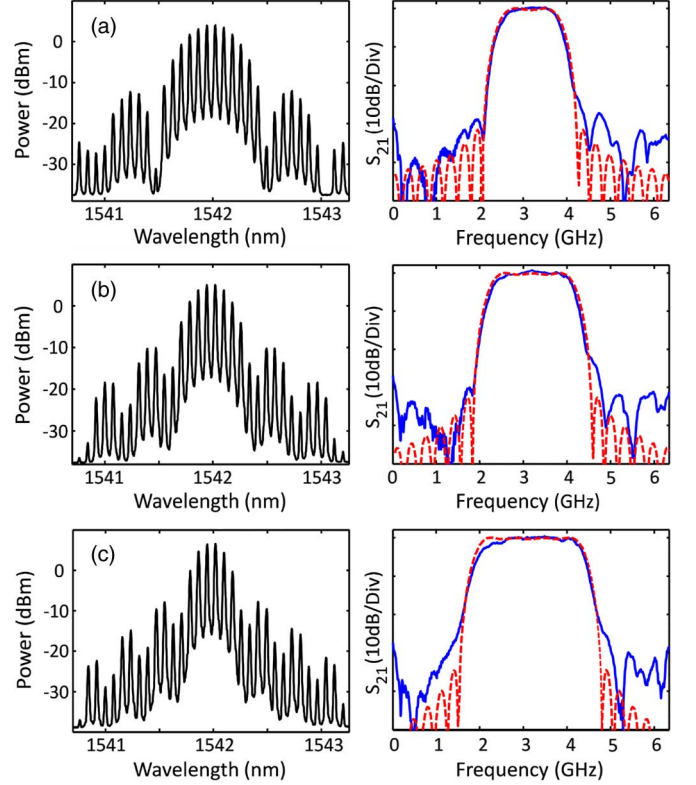 (a)
Power (dBm)
0
-10
-20
-30
1541
1542
1543
Wavelength (nm)
S21 (10dB/Div)
0
1
2
3
4
5
6
Frequency (GHz)
(b)
Power (dBm)
0
-10
-20
-30
1541
1542
1543
Wavelength (nm)
S21 (10dB/Div)
0
1
2
3
4
5
6
Frequency (GHz)
(c)
Power (dBm)
0
-10
-20
-30
1541
1542
1543
Wavelength (nm)
S21 (10dB/Div)
0
1
2
3
4
5
6
Frequency (GHz)